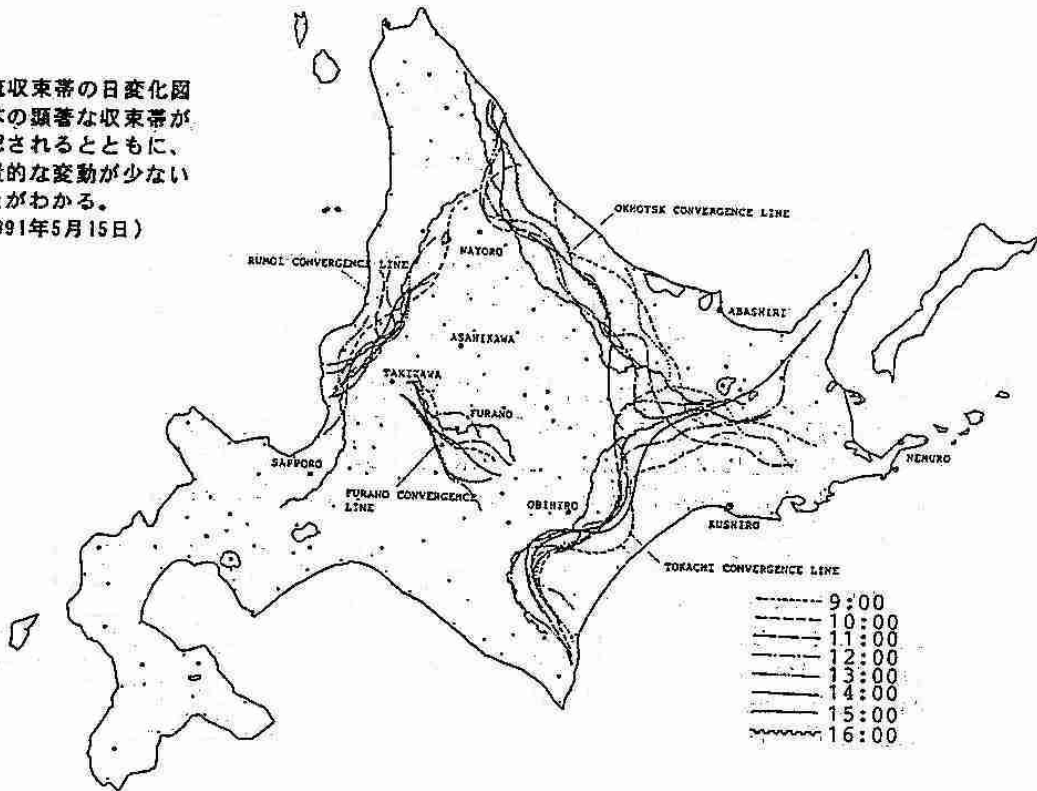 収束帯の日変化図
の顕著な収束帯が
されるとともに、
的な変動が少ない
がわかる。
991年5月15日）
OKHOTSK CONVERGENCE LINE
NAYORO
RUMOI CONVERGENCE LINE
ABASHIRI
ASAHIKAWA
TAKIKAWA
FURANO
SAPPORO
NEMURO
FURANO CONVERGENCE
LINE
OBIHIRO
KUSHIRO
TOKACHI CONVERGENCE LINE
9:00
10:00
11:00
12:00
13:00
14:00
15:00
16:00